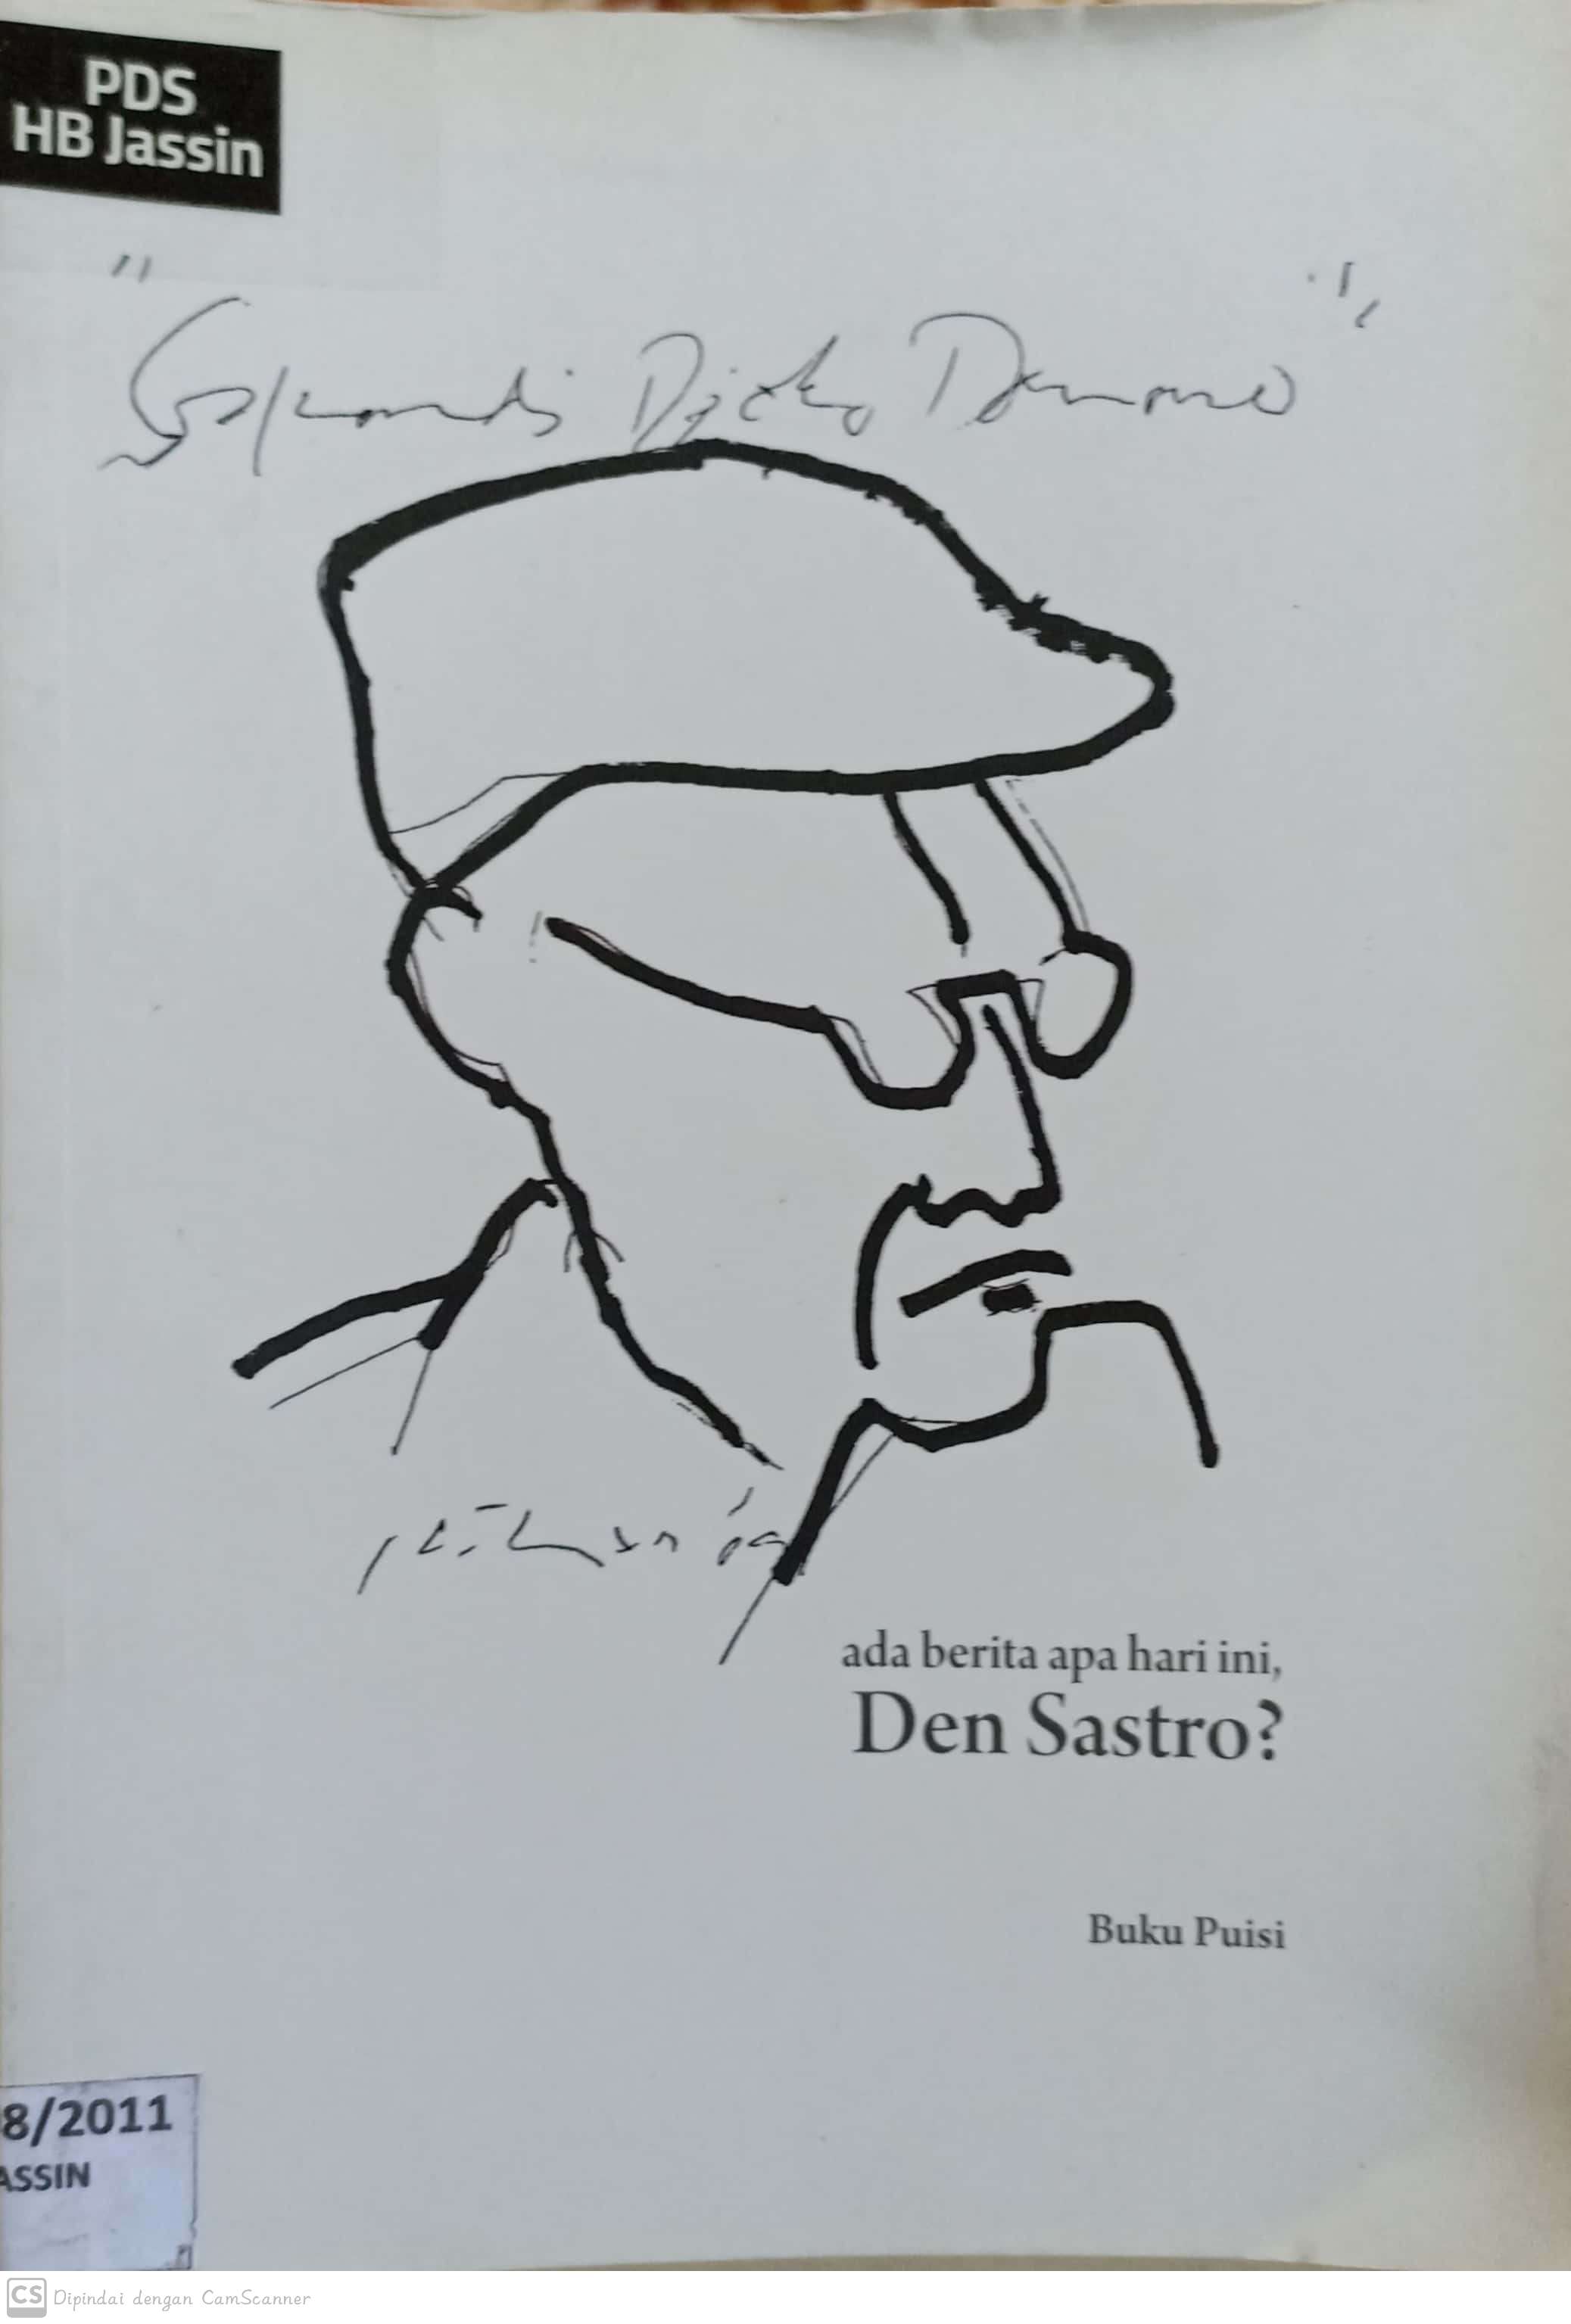 PDS
HB Jassin
"Sapardi Djoko Damono"
ada berita apa hari ini,
Den Sastro?
Buku Puisi
8/2011
ASSIN
CS Dipindai dengan CamScanner